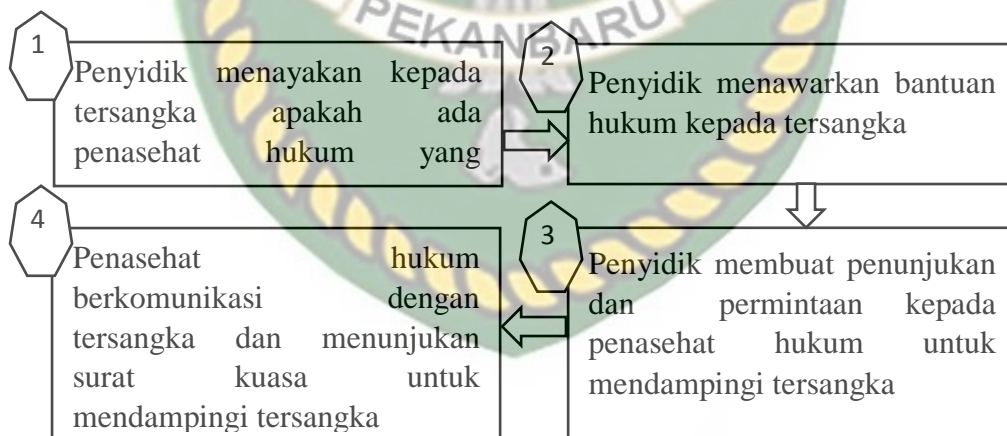 PEKANBARU
1
Penyidik menayakan kepada
tersangka apakah ada
penasehat hukum yang
2
Penyidik menawarkan bantuan
hukum kepada tersangka
3
Penyidik membuat penunjukan
dan permintaan kepada
penasehat hukum untuk
mendampingi tersangka
4
Penasehat hukum
berkomunikasi dengan
tersangka dan menunjukan
surat kuasa untuk
mendampingi tersangka